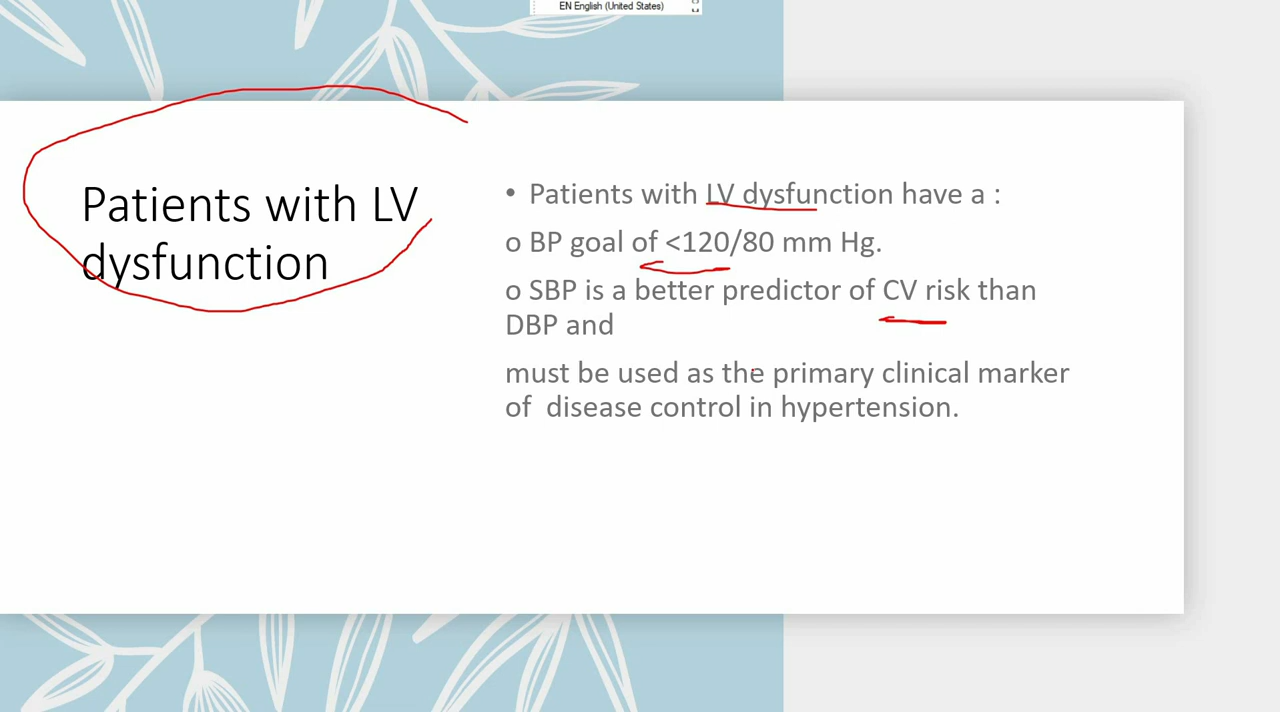 EN English (United States)
Patients with LV
dysfunction
• Patients with LV dysfunction have a :
o BP goal of <120/80 mm Hg.
o SBP is a better predictor of CV risk than
DBP and
must be used as the primary clinical marker
of  disease control in hypertension.